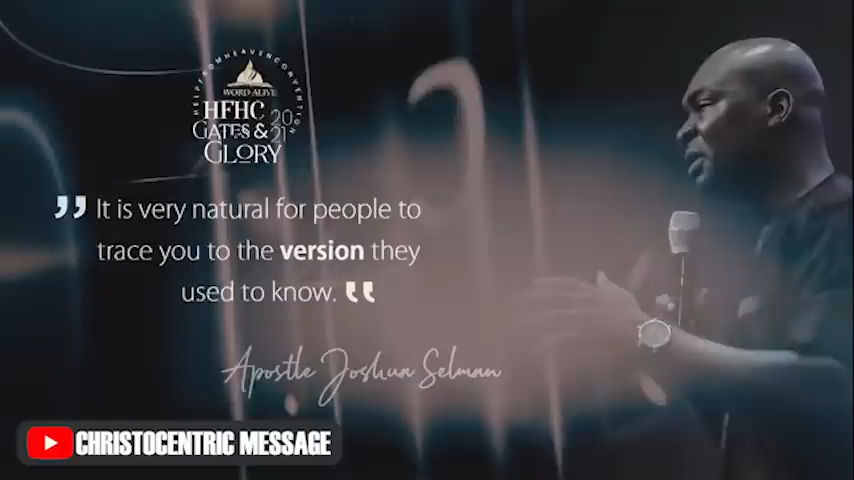 HELPFROMHEAVENCONVENTION
WORD ALIVE
HFHC 20
GATES & 21
GLORY
”It is very natural for people to
trace you to the version they
used to know.“
Apostle Joshua Selman
CHRISTOCENTRIC MESSAGE